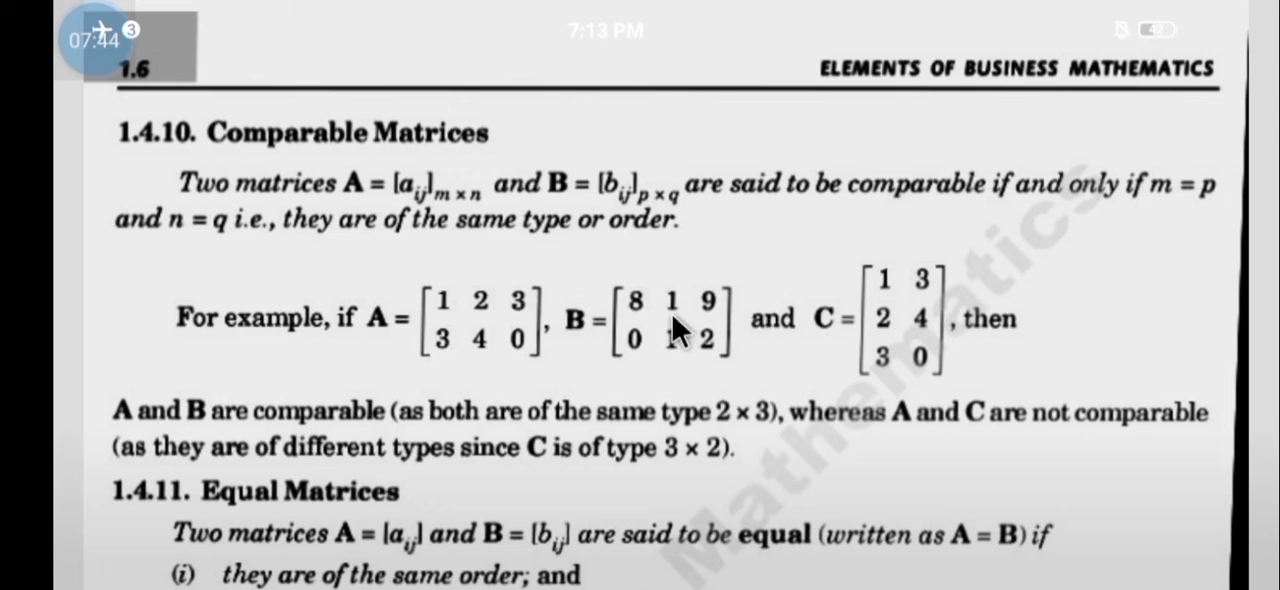 07:44
3
7:13 PM
42
1.6
ELEMENTS OF BUSINESS MATHEMATICS
1.4.10. Comparable Matrices
Two matrices A = [aᵢⱼ]ₘ × ₙ and B = [bᵢⱼ]ₚ × q are said to be comparable if and only if m = p
and n = q i.e., they are of the same type or order.
For example, if A = [1 2 3; 3 4 0], B = [8 1 9; 0 2] and C = [1 3; 2 4; 3 0], then
A and B are comparable (as both are of the same type 2 × 3), whereas A and C are not comparable
(as they are of different types since C is of type 3 × 2).
1.4.11. Equal Matrices
Two matrices A = [aᵢⱼ] and B = [bᵢⱼ] are said to be equal (written as A = B) if
(i) they are of the same order; and
Mathematics